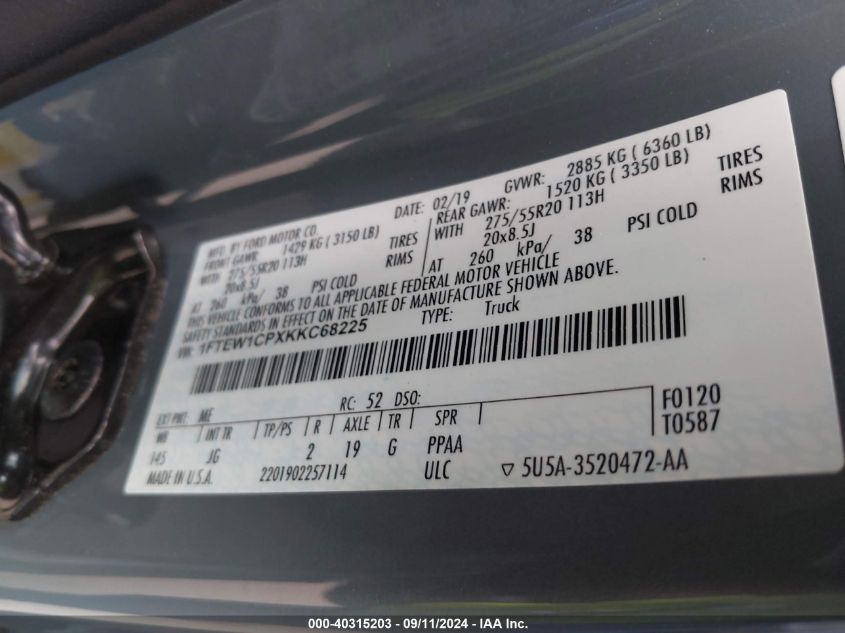 MFD. BY FORD MOTOR CO. DATE: 02/19 GVWR: 2885 KG ( 6360 LB)
FRONT GAWR: 1429 KG ( 3150 LB) REAR GAWR: 1520 KG ( 3350 LB)
WITH 275/55R20 113H TIRES WITH 275/55R20 113H TIRES
20x8.5J RIMS 20x8.5J RIMS
AT 260 kPa/ 38 PSI COLD AT 260 kPa/ 38 PSI COLD
THIS VEHICLE CONFORMS TO ALL APPLICABLE FEDERAL MOTOR VEHICLE
SAFETY STANDARDS IN EFFECT ON THE DATE OF MANUFACTURE SHOWN ABOVE.
VIN: 1FTEW1CPXKKC68225 TYPE: Truck
EXT PNT: ME RC: 52 DSO: F0120
WB INT TR TP/PS R AXLE TR SPR T0587
145 JG 2 19 G PPAA
MADE IN U.S.A. 2201902257114 ULC ▽ 5U5A-3520472-AA
000-40315203 - 09/11/2024 - IAA Inc.